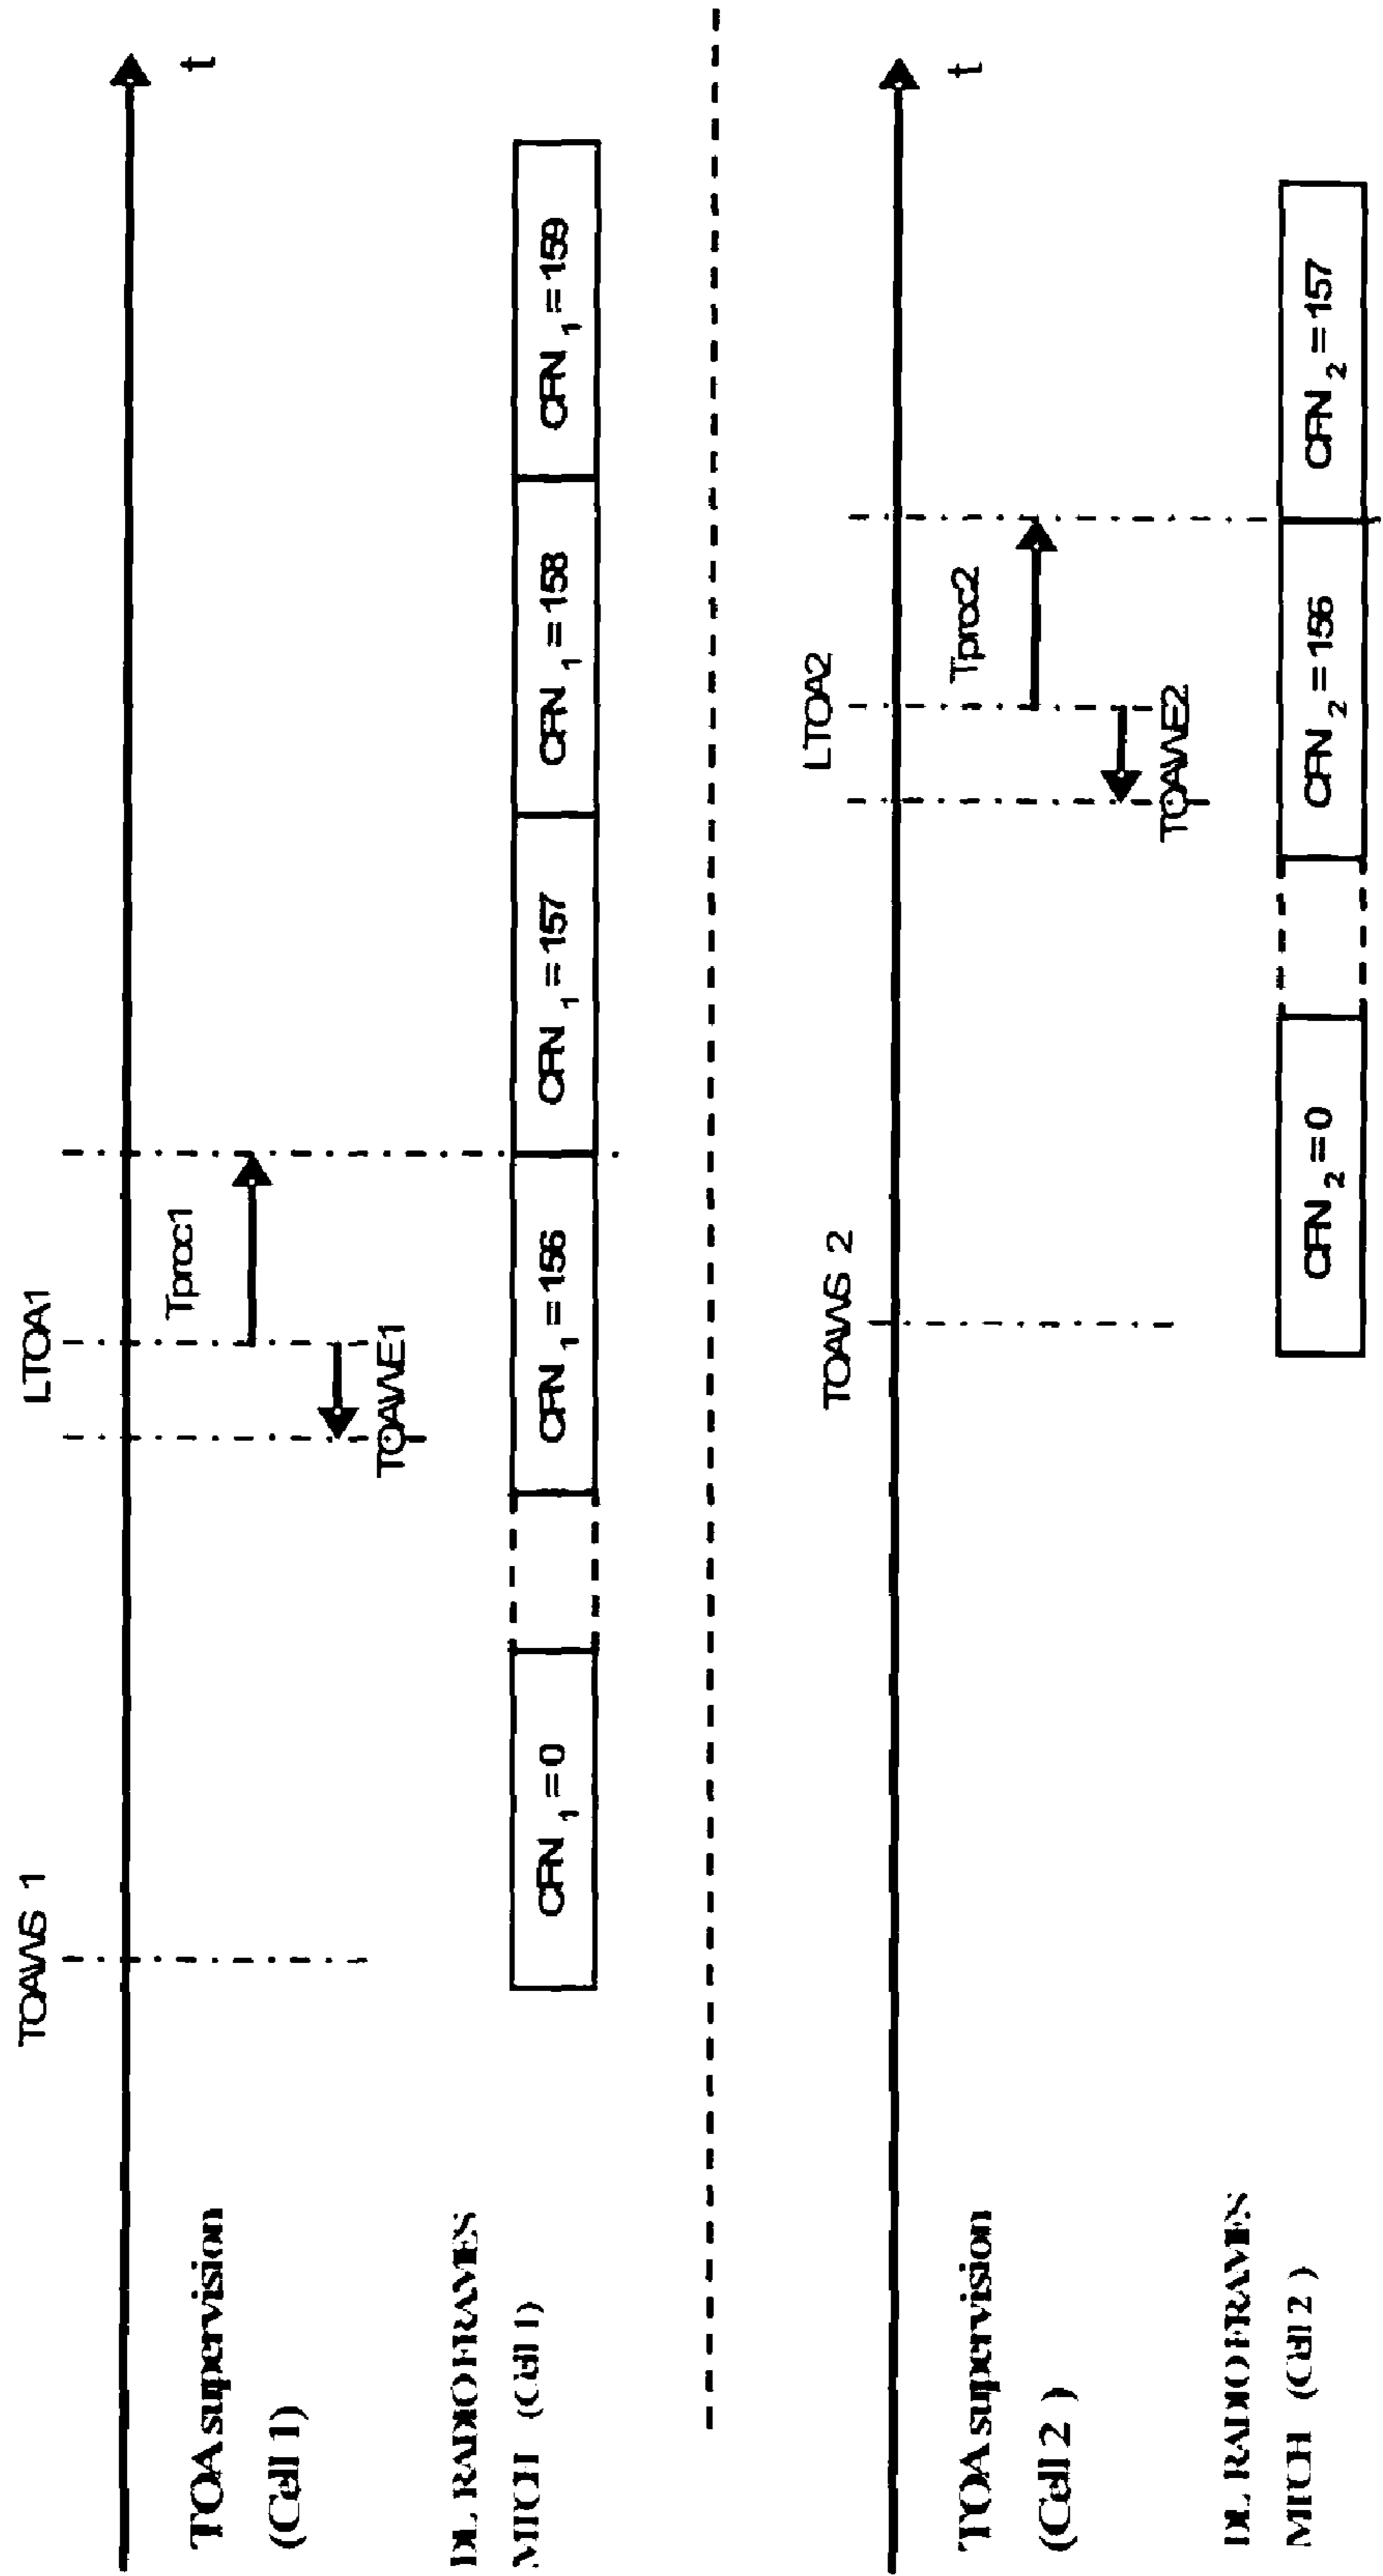 TOAWS 1
LTOA1
t
Tproc1
TOAWE1
TOA supervision
(Cell 1)
DL RADIO FRAMES
MTCH (Cell 1)
CFN 1 = 0
CFN 1 = 156
CFN 1 = 157
CFN 1 = 158
CFN 1 = 159
TOAWS 2
LTOA2
t
Tproc2
TOAWE2
TOA supervision
(Cell 2 )
DL RADIO FRAMES
MTCH (Cell 2 )
CFN 2 = 0
CFN 2 = 156
CFN 2 = 157